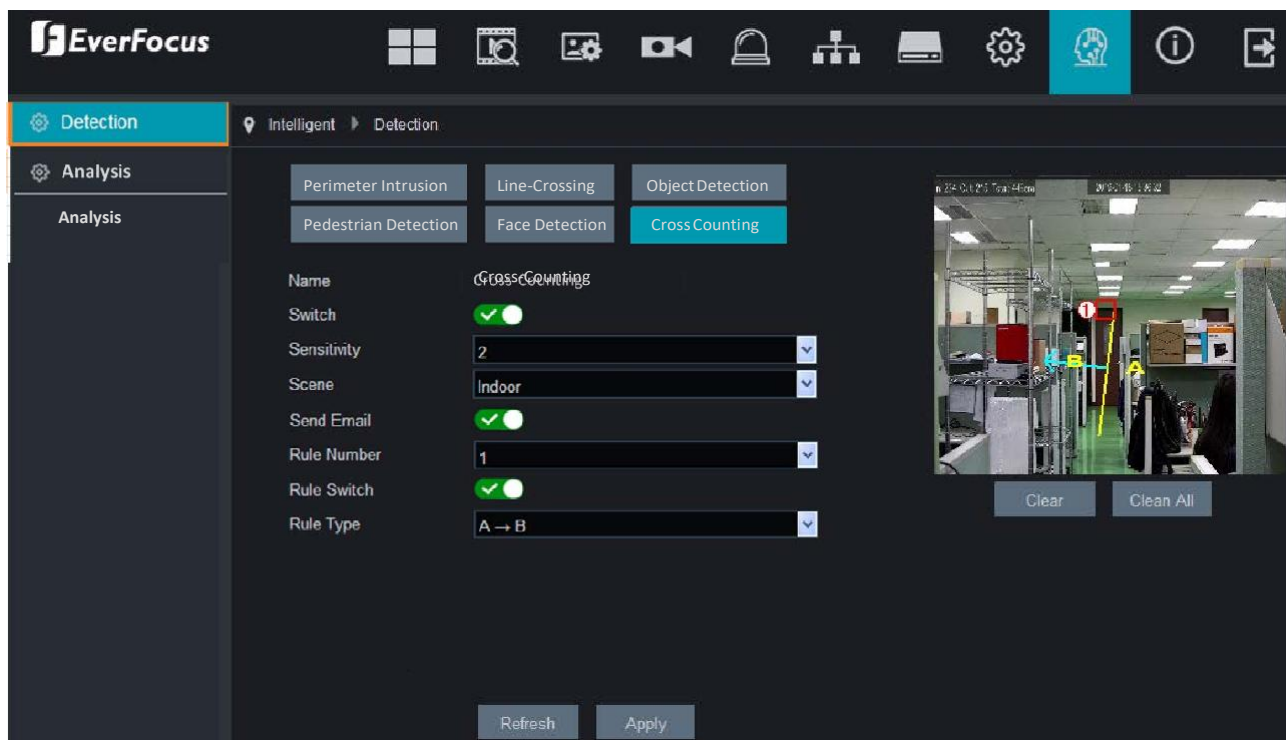 EverFocus
Detection
Intelligent Detection
Analysis
Analysis
Perimeter Intrusion Line-Crossing Object Detection
Pedestrian Detection Face Detection Cross Counting
Name Cross Counting
Switch
Sensitivity 2
Scene Indoor
Send Email
Rule Number 1
Rule Switch
Rule Type A → B
1
B A
Clear Clean All
Refresh Apply